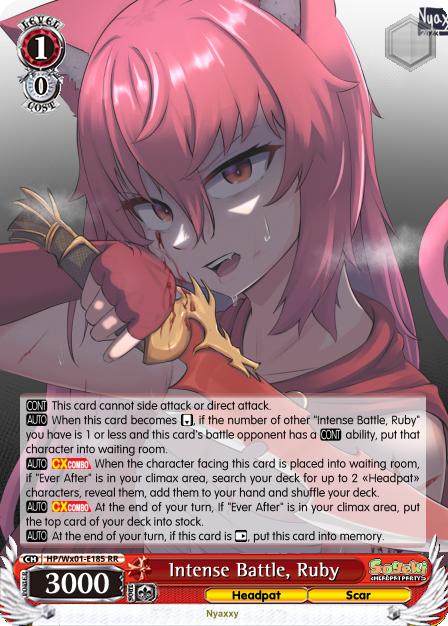 Nyax
LEVEL
1
0
COST
CONT This card cannot side attack or direct attack.
AUTO When this card becomes [ ], if the number of other "Intense Battle, Ruby"
you have is 1 or less and this card's battle opponent has a CONT ability, put that
character into waiting room.
AUTO CXCOMBO When the character facing this card is placed into waiting room,
if "Ever After" is in your climax area, search your deck for up to 2 «Headpat»
characters, reveal them, add them to your hand and shuffle your deck.
AUTO CXCOMBO At the end of your turn, If "Ever After" is in your climax area, put
the top card of your deck into stock.
AUTO At the end of your turn, if this card is [ ], put this card into memory.
CH HP/Wx01-E185 RR
POWER 3000 SOUL Intense Battle, Ruby
Headpat Scar
HEADPAT PARTY
Nyaxxy